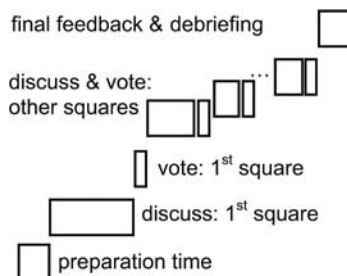 final feedback & debriefing
discuss & vote:
...
other squares
vote: 1st square
discuss: 1st square
preparation time